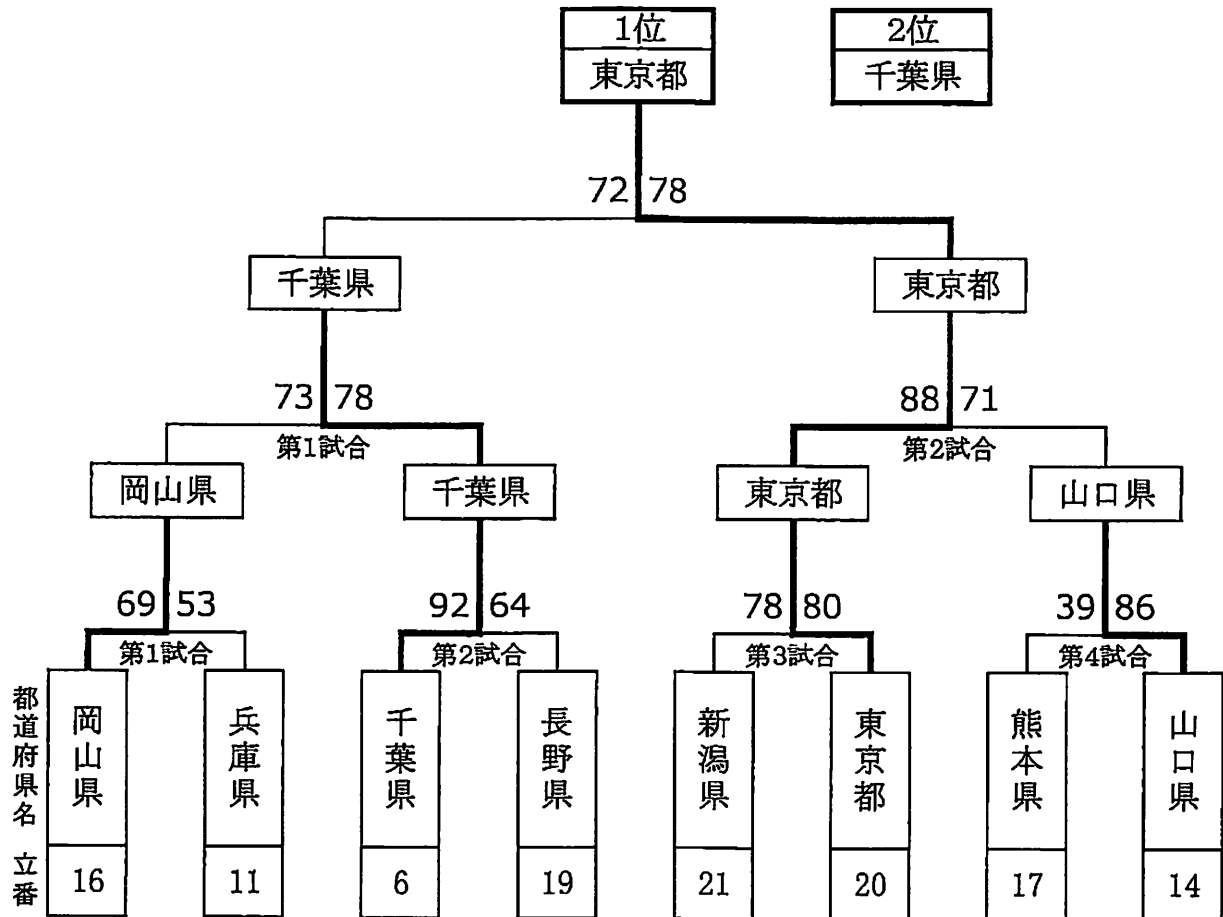 1位 2位
東京都 千葉県
72 78
千葉県 東京都
73 78 88 71
第1試合 第2試合
岡山県 千葉県 東京都 山口県
69 53 92 64 78 80 39 86
第1試合 第2試合 第3試合 第4試合
都道府県名 岡山県 兵庫県 千葉県 長野県 新潟県 東京都 熊本県 山口県
立番 16 11 6 19 21 20 17 14